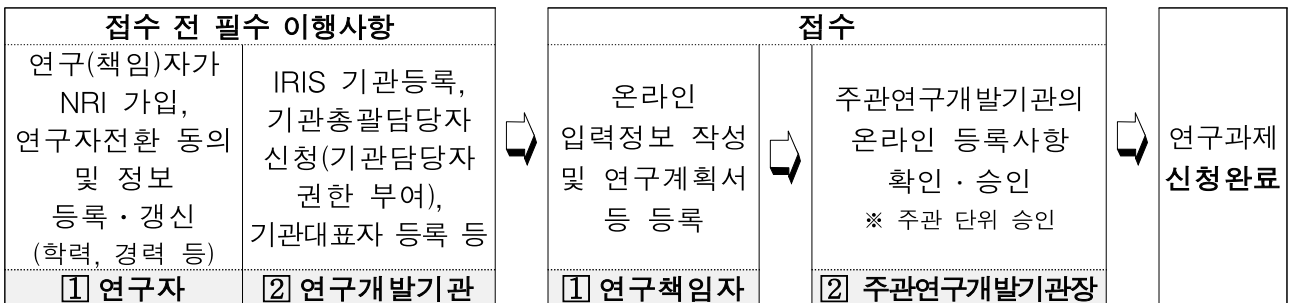 접수 전 필수 이행사항
연구(책임)자가
NRI 가입,
연구자전환 동의
및 정보
등록·갱신
(학력, 경력 등)
1 연구자
IRIS 기관등록,
기관총괄담당자
신청(기관담당자
권한 부여),
기관대표자 등록 등
2 연구개발기관
접수
온라인
입력정보 작성
및 연구계획서
등 등록
1 연구책임자
주관연구개발기관의
온라인 등록사항
확인·승인
※ 주관 단위 승인
2 주관연구개발기관장
연구과제
신청완료